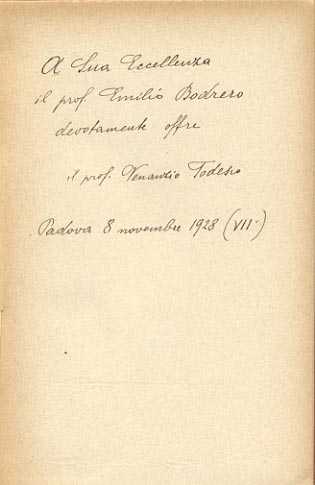 A Sua Eccellenza
il prof. Emilio Bodrero
devotamente offre
il prof. Venanzio Todesco
Padova 8 novembre 1928 (VII°)